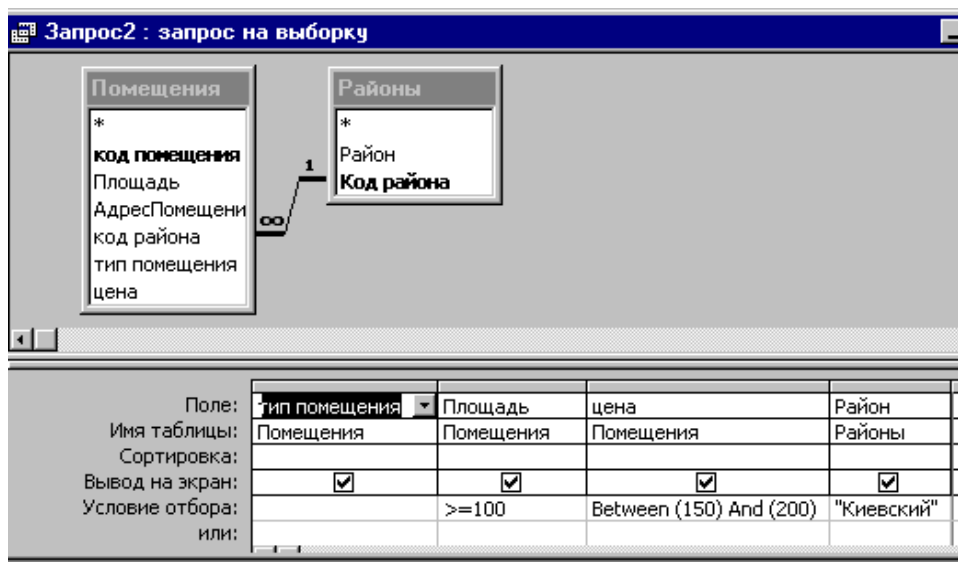 Запрос2 : запрос на выборку
Помещения
*
код помещения
Площадь
АдресПомещени
код района
тип помещения
цена
1
∞
Районы
*
Район
Код района
Поле: тип помещения Площадь цена Район
Имя таблицы: Помещения Помещения Помещения Районы
Сортировка:
Вывод на экран:
Условие отбора: >=100 Between (150) And (200) "Киевский"
или: